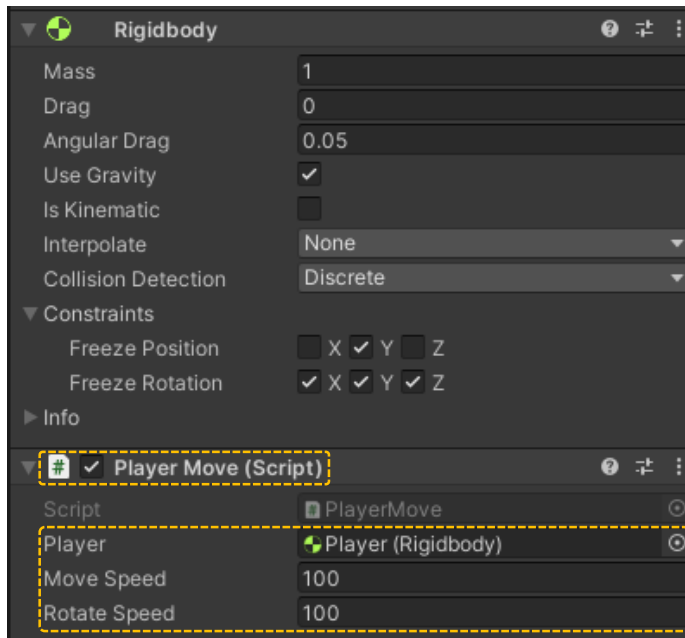 Rigidbody
Mass 1
Drag 0
Angular Drag 0.05
Use Gravity
Is Kinematic
Interpolate None
Collision Detection Discrete
Constraints
Freeze Position X Y Z
Freeze Rotation X Y Z
Info
# Player Move (Script)
Script # PlayerMove
Player Player (Rigidbody)
Move Speed 100
Rotate Speed 100